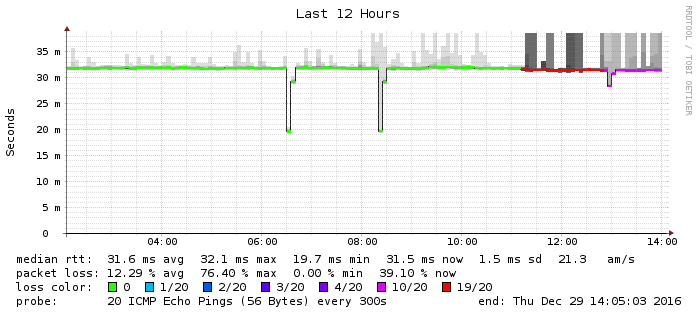 Last 12 Hours
RRDTOOL / TOBI OETIKER
Seconds
35 m
30 m
25 m
20 m
15 m
10 m
5 m
0
04:00 06:00 08:00 10:00 12:00 14:00
median rtt: 31.6 ms avg 32.1 ms max 19.7 ms min 31.5 ms now 1.5 ms sd 21.3 am/s
packet loss: 12.29 % avg 76.40 % max 0.00 % min 39.10 % now
loss color: 0 1/20 2/20 3/20 4/20 10/20 19/20
probe: 20 ICMP Echo Pings (56 Bytes) every 300s end: Thu Dec 29 14:05:03 2016